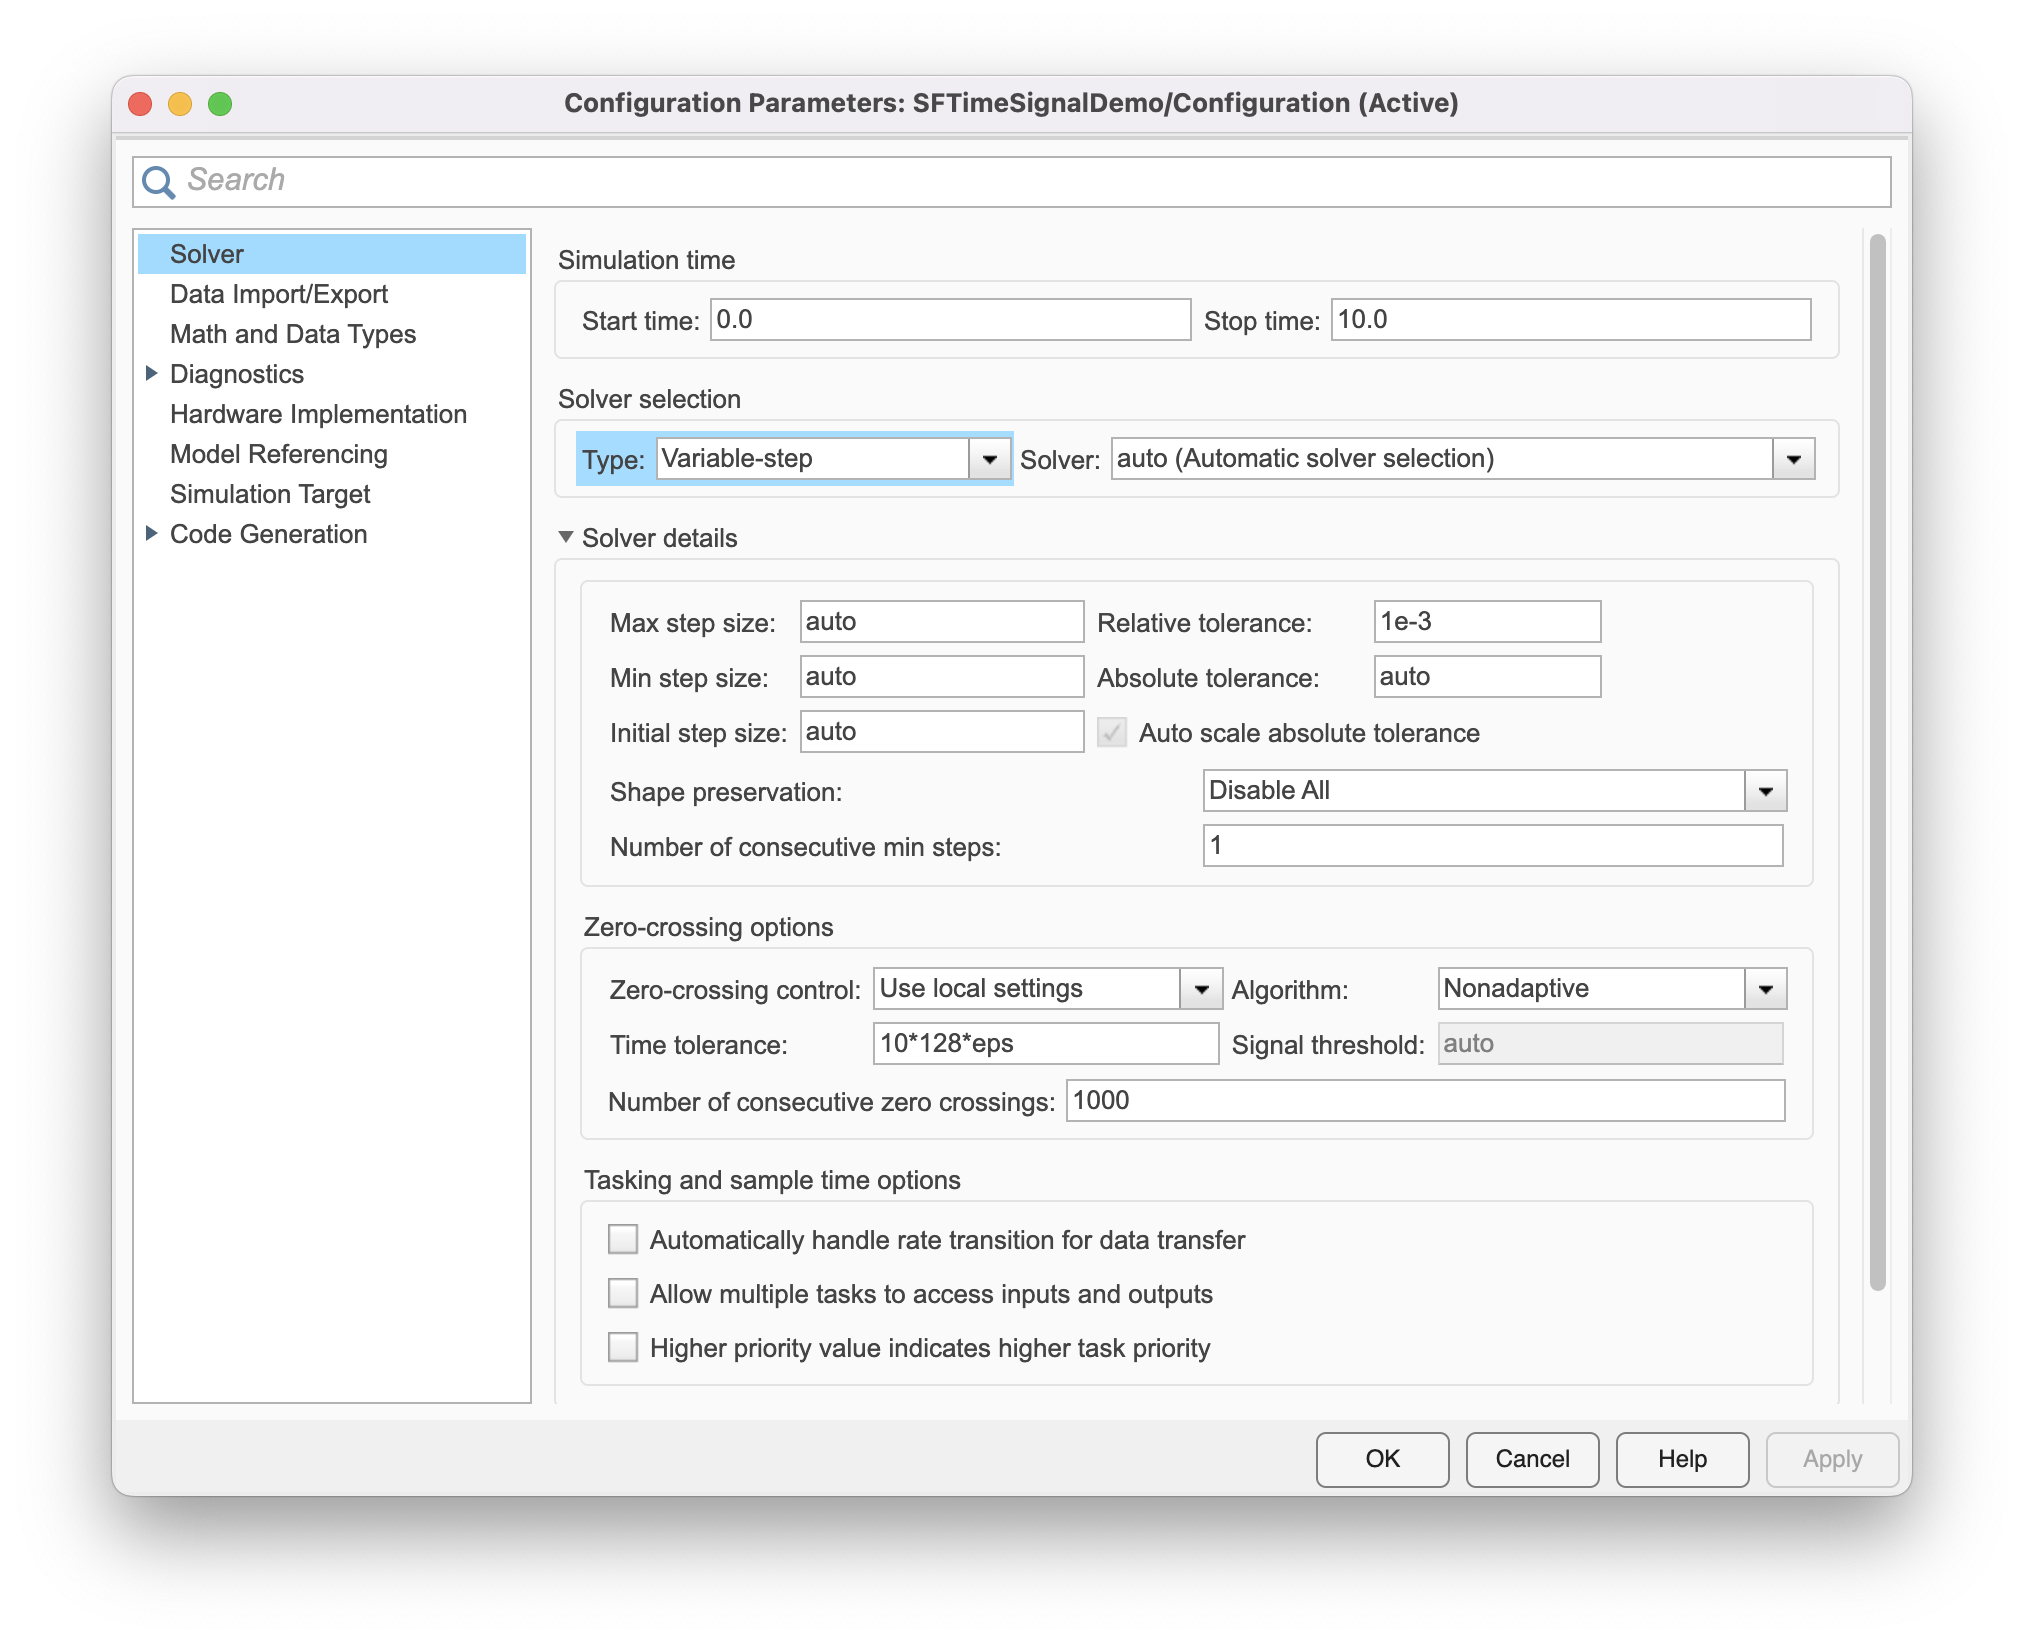 Configuration Parameters: SFTimeSignalDemo/Configuration (Active)
Search
Solver
Data Import/Export
Math and Data Types
Diagnostics
Hardware Implementation
Model Referencing
Simulation Target
Code Generation
Simulation time
Start time: 0.0 Stop time: 10.0
Solver selection
Type: Variable-step Solver: auto (Automatic solver selection)
Solver details
Max step size: auto Relative tolerance: 1e-3
Min step size: auto Absolute tolerance: auto
Initial step size: auto Auto scale absolute tolerance
Shape preservation: Disable All
Number of consecutive min steps: 1
Zero-crossing options
Zero-crossing control: Use local settings Algorithm: Nonadaptive
Time tolerance: 10*128*eps Signal threshold: auto
Number of consecutive zero crossings: 1000
Tasking and sample time options
Automatically handle rate transition for data transfer
Allow multiple tasks to access inputs and outputs
Higher priority value indicates higher task priority
OK Cancel Help Apply